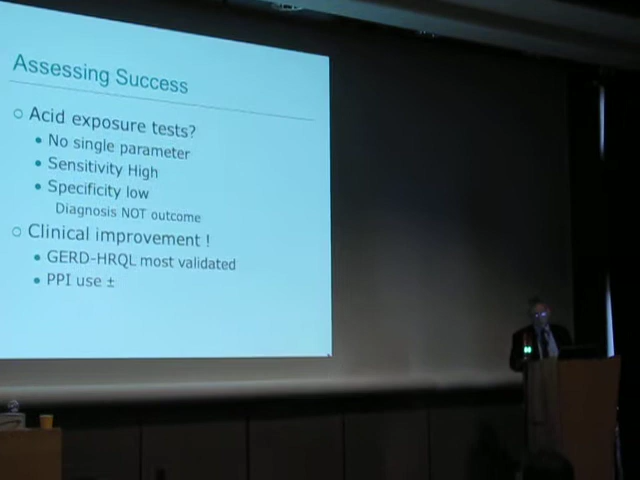 Assessing Success
Acid exposure tests?
No single parameter
Sensitivity High
Specificity low
Diagnosis NOT outcome
Clinical improvement !
GERD-HRQL most validated
PPI use ±